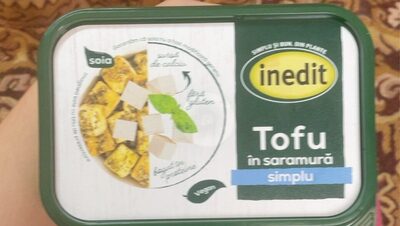 SIMPLU ȘI BUN. DIN PLANTE
inedit
Tofu
în saramură
simplu
soia
sursă
de calciu
fără
gluten
bogat în
proteine
Vegan